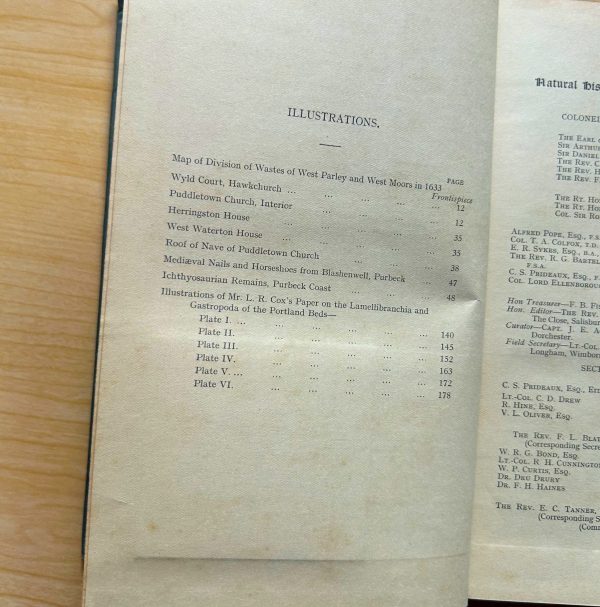 ILLUSTRATIONS.
PAGE
Map of Division of Wastes of West Parley and West Moors in 1633 Frontispiece
Wyld Court, Hawkchurch ... ... ... ... 12
Puddletown Church, Interior ... ... ... 12
Herrington House ... ... ... ... 35
West Waterton House ... ... ... ... 35
Roof of Nave of Puddletown Church ... ... ... 38
Mediæval Nails and Horseshoes from Blashenwell, Purbeck ... 47
Ichthyosaurian Remains, Purbeck Coast ... ... ... 48
Illustrations of Mr. L. R. Cox's Paper on the Lamellibranchia and
Gastropoda of the Portland Beds—
Plate I. ... ... ... ... ... ... 140
Plate II. ... ... ... ... ... 145
Plate III. ... ... ... ... ... 152
Plate IV. ... ... ... ... ... 163
Plate V. ... ... ... ... ... ... 172
Plate VI. ... ... ... ... ... 178
Natural His
COLONEL
THE EARL
SIR ARTHUR
SIR DANIEL
THE REV. C
THE REV. H
THE REV. F
THE RT. HO
THE RT. HO
COL. SIR RO
ALFRED POPE, ESQ., F.S
COL. T. A. COLFOX, T.D.
E. R. SYKES, ESQ., B.A.,
THE REV. R. G. BARTEL
F.S.A.
C. S. PRIDEAUX, ESQ., F
COL. LORD ELLENBOROU
Hon Treasurer—F. B. FIS
Hon. Editor—THE REV.
The Close, Salisbur
Curator—CAPT. J. E. A
Dorchester.
Field Secretary—LT.-COL.
Longham, Wimborn
SECT
C. S. PRIDEAUX, ESQ.,
LT.-COL. C. D. DREW
R. HINE, ESQ.
V. L. OLIVER, ESQ.
THE REV. F. L. BLAT
(Corresponding Secre
W. R. G. BOND, ESQ.
LT.-COL. R. H. CUNNINGTON
W. P. CURTIS, ESQ.
DR. DRURY
DR. F. H. HAINES
THE REV. E. C. TANNER,
(Corresponding S
(Com